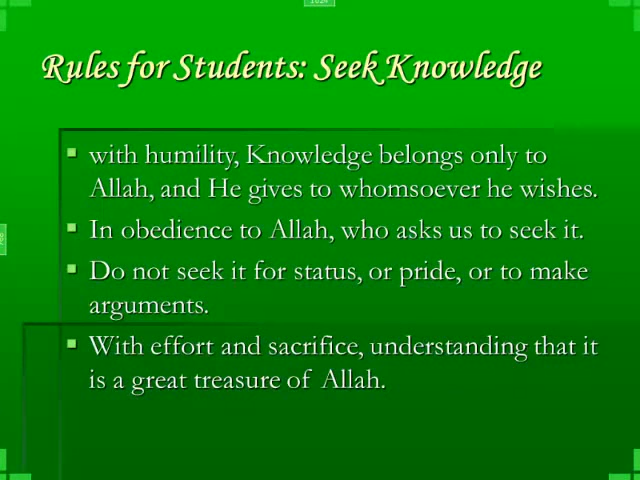 Rules for Students: Seek Knowledge
with humility, Knowledge belongs only to
Allah, and He gives to whomsoever he wishes.
In obedience to Allah, who asks us to seek it.
Do not seek it for status, or pride, or to make
arguments.
With effort and sacrifice, understanding that it
is a great treasure of Allah.